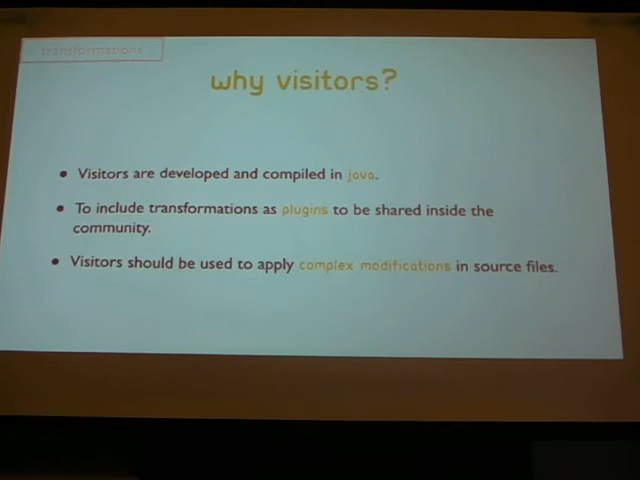 transformations
why visitors?
• Visitors are developed and compiled in java.
• To include transformations as plugins to be shared inside the
community.
• Visitors should be used to apply complex modifications in source files.